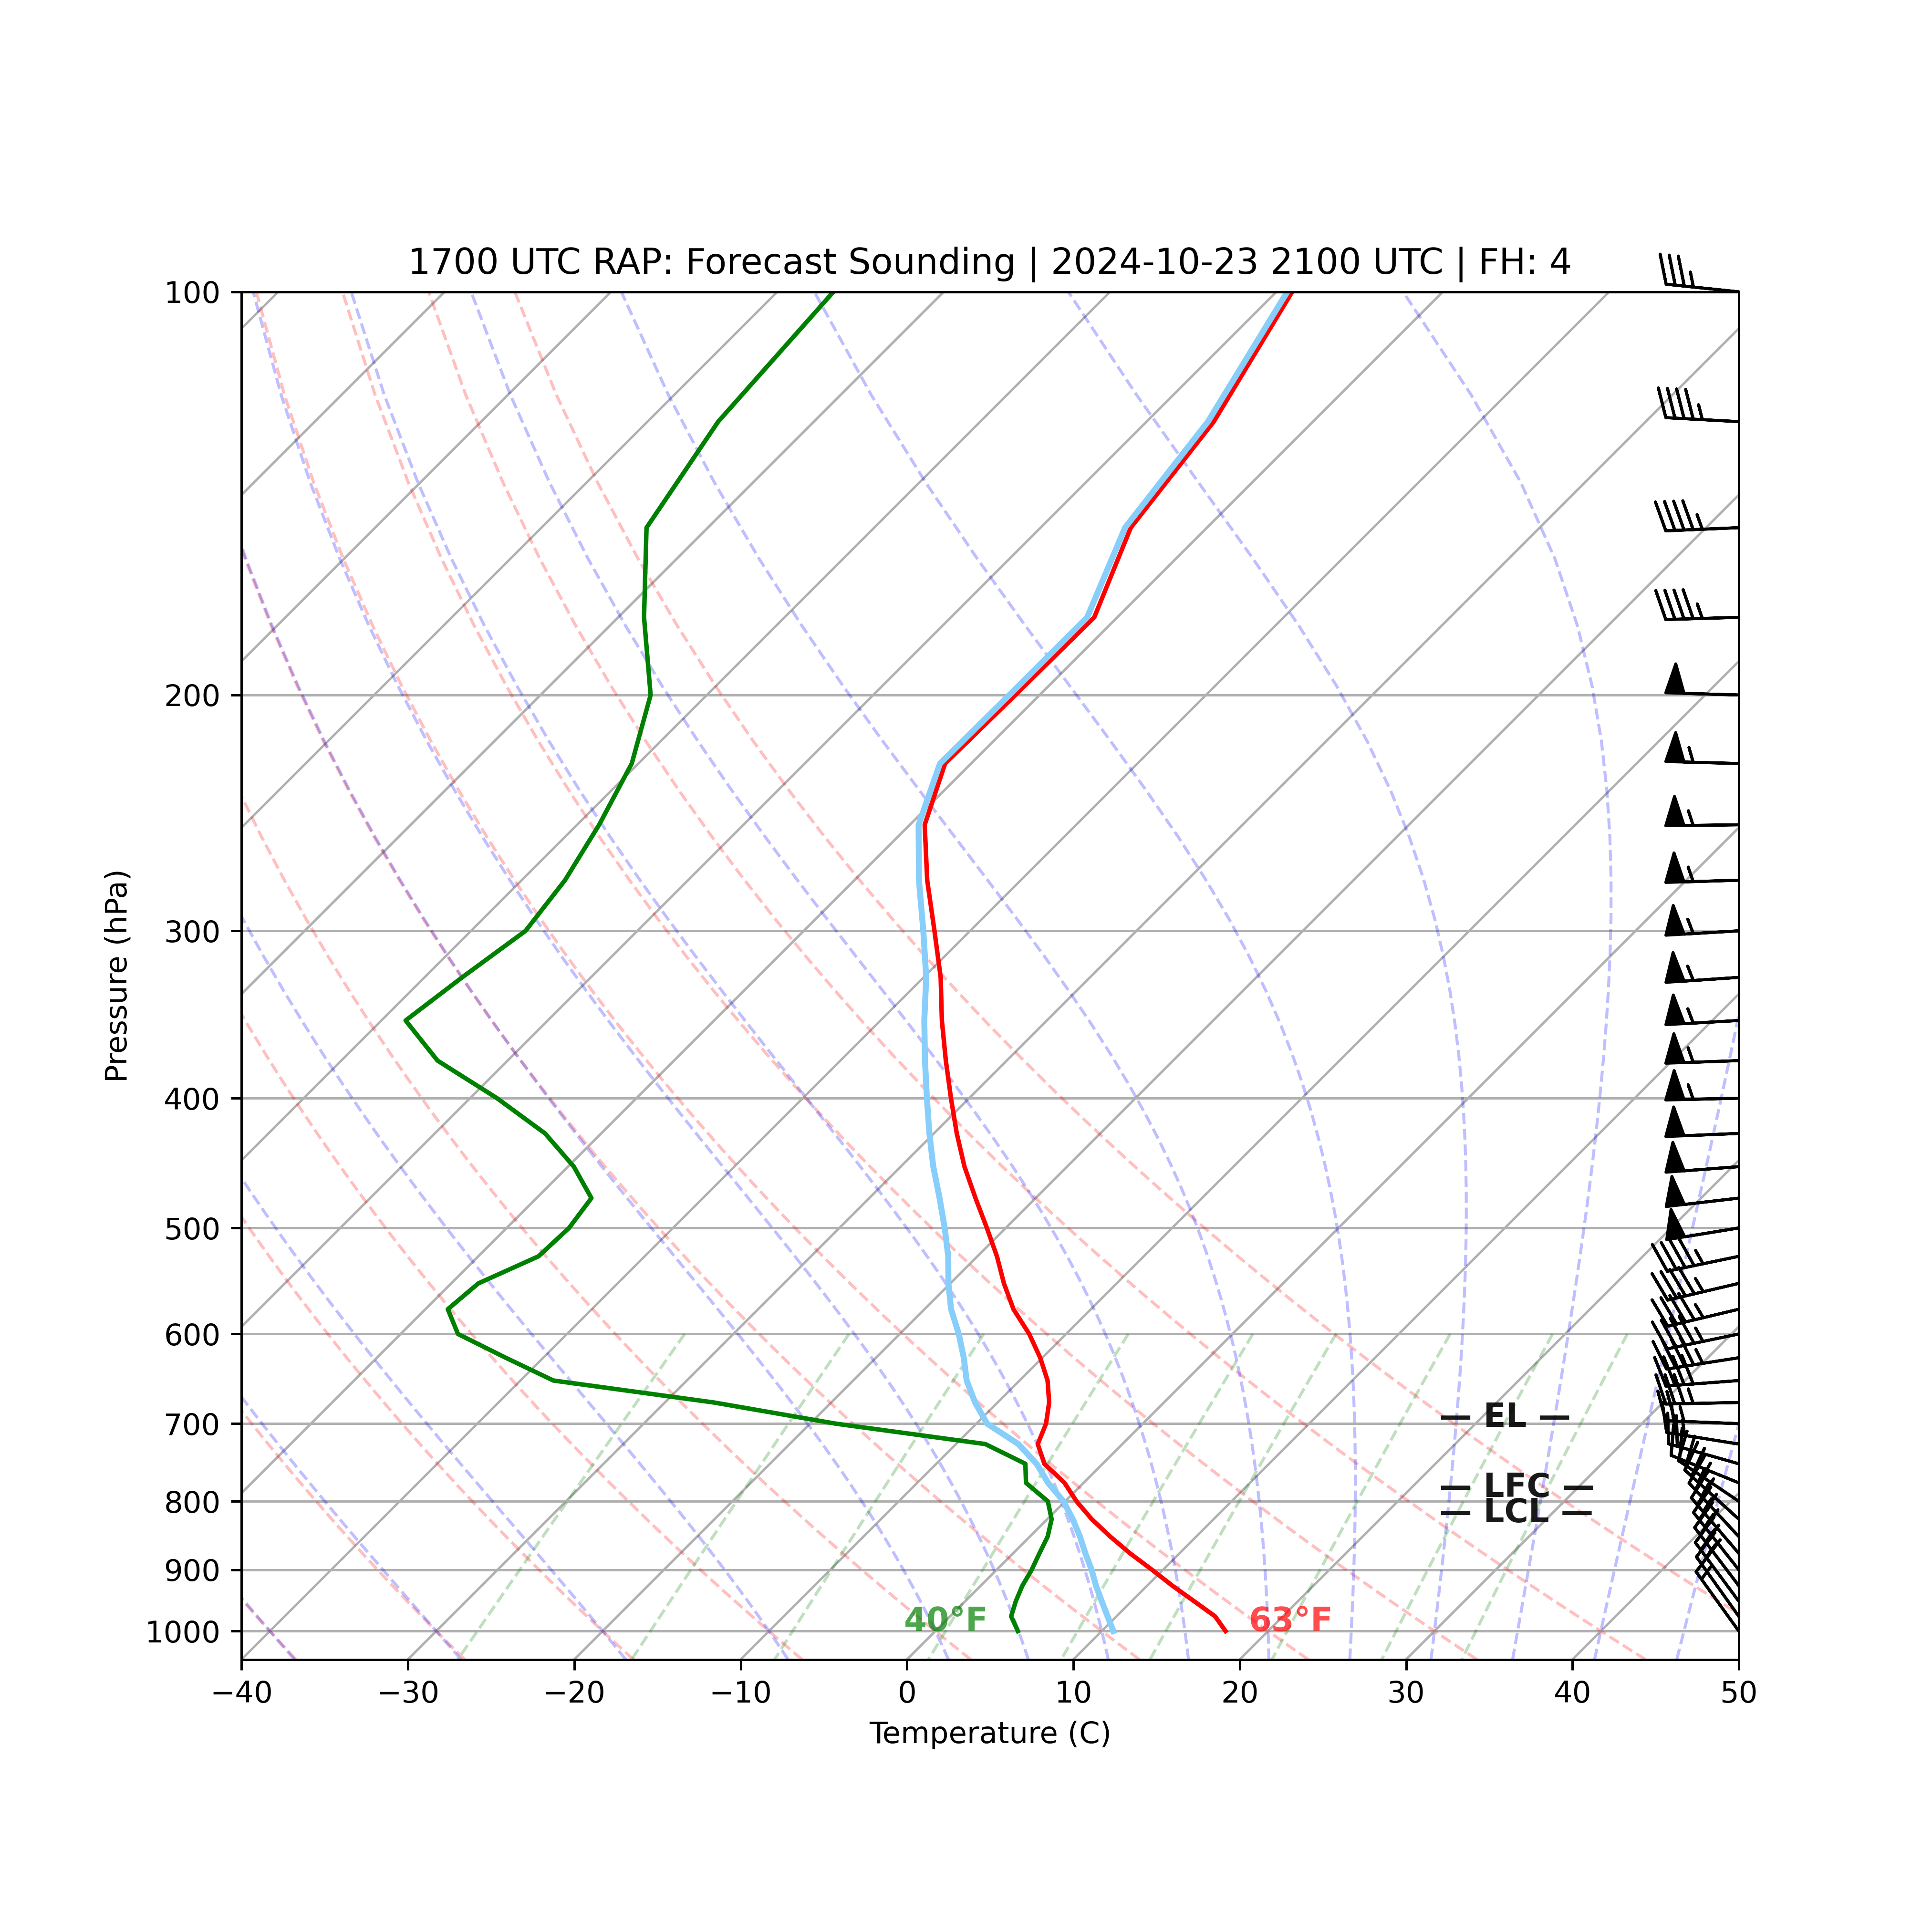 1700 UTC RAP: Forecast Sounding | 2024-10-23 2100 UTC | FH: 4
100
200
300
400
500
600
700
800
900
1000
Pressure (hPa)
— EL —
— LFC —
— LCL —
40°F
63°F
−40 −30 −20 −10 0 10 20 30 40 50
Temperature (C)